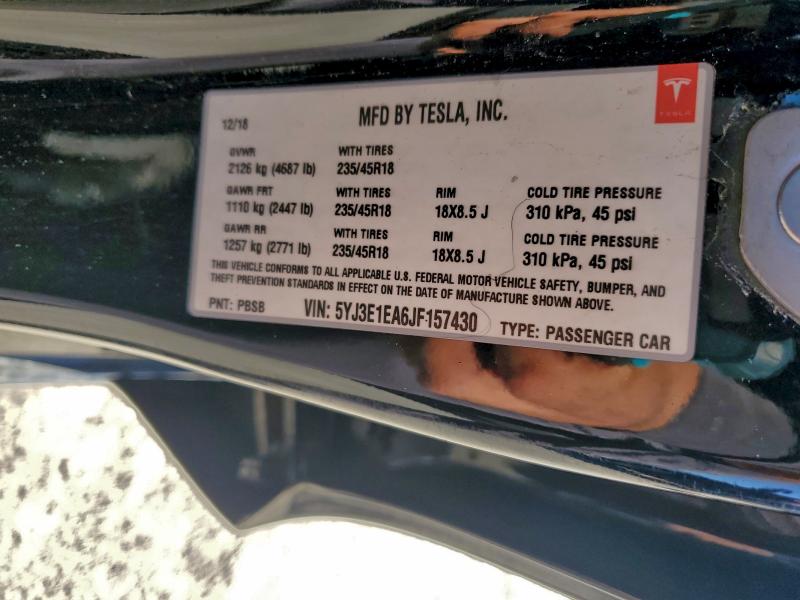 TESLA
12/18 MFD BY TESLA, INC.
GVWR WITH TIRES
2126 kg (4687 lb) 235/45R18
GAWR FRT WITH TIRES RIM COLD TIRE PRESSURE
1110 kg (2447 lb) 235/45R18 18X8.5 J 310 kPa, 45 psi
GAWR RR WITH TIRES RIM COLD TIRE PRESSURE
1257 kg (2771 lb) 235/45R18 18X8.5 J 310 kPa, 45 psi
THIS VEHICLE CONFORMS TO ALL APPLICABLE U.S. FEDERAL MOTOR VEHICLE SAFETY, BUMPER, AND
THEFT PREVENTION STANDARDS IN EFFECT ON THE DATE OF MANUFACTURE SHOWN ABOVE.
PNT: PBSB VIN: 5YJ3E1EA6JF157430 TYPE: PASSENGER CAR